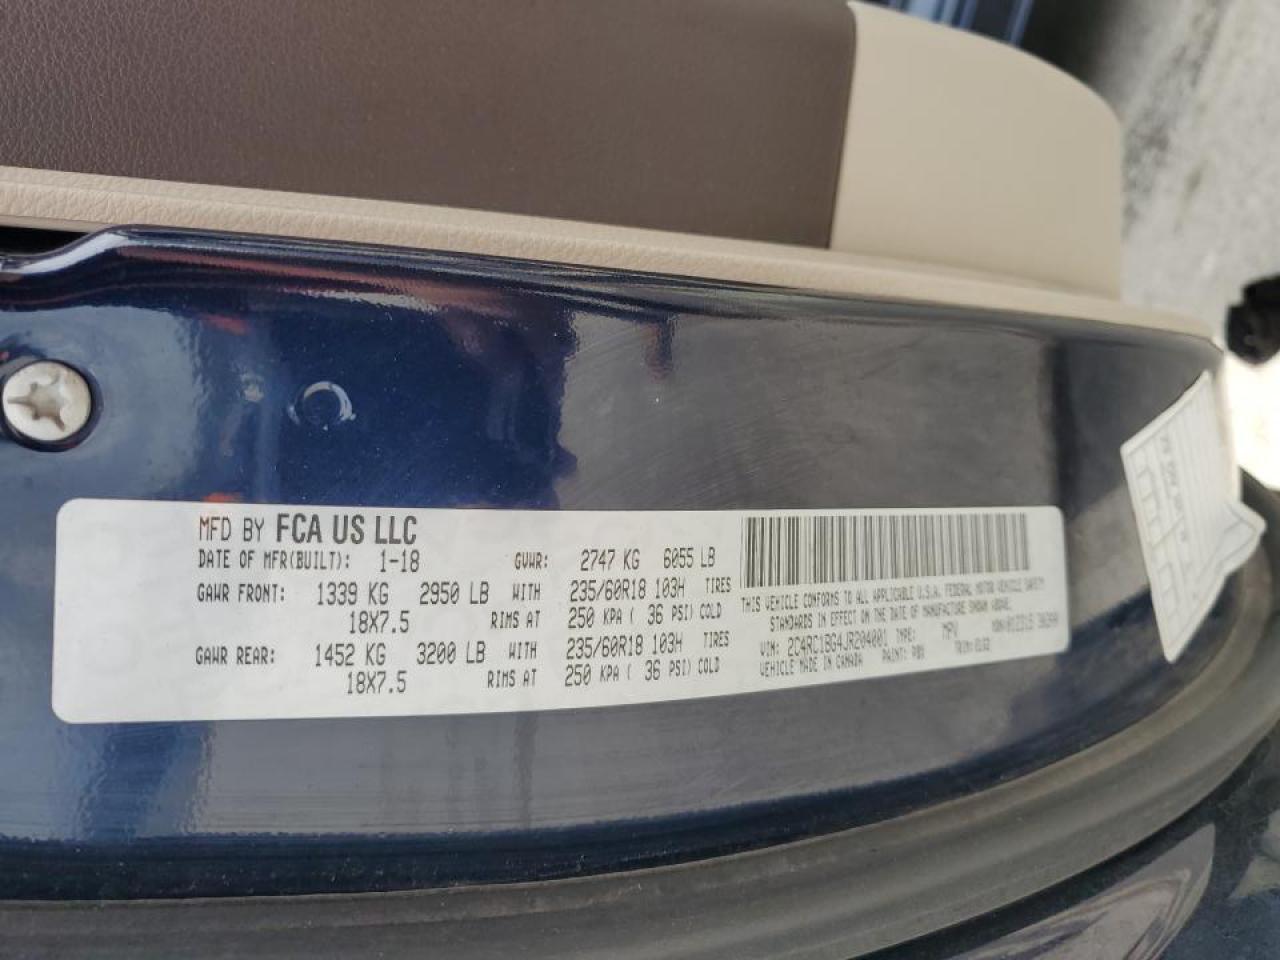 MFD BY FCA US LLC
DATE OF MFR(BUILT): 1-18 GVWR: 2747 KG 6055 LB
GAWR FRONT: 1339 KG 2950 LB WITH 235/60R18 103H TIRES
18X7.5 RIMS AT 250 KPA ( 36 PSI) COLD
GAWR REAR: 1452 KG 3200 LB WITH 235/60R18 103H TIRES
18X7.5 RIMS AT 250 KPA ( 36 PSI) COLD
THIS VEHICLE CONFORMS TO ALL APPLICABLE U.S.A. FEDERAL MOTOR VEHICLE SAFETY
STANDARDS IN EFFECT ON THE DATE OF MANUFACTURE SHOWN ABOVE.
VIN: 2C4RC1BG4JR204001 TYPE: MPV
VEHICLE MADE IN CANADA PAINT: TRIM: